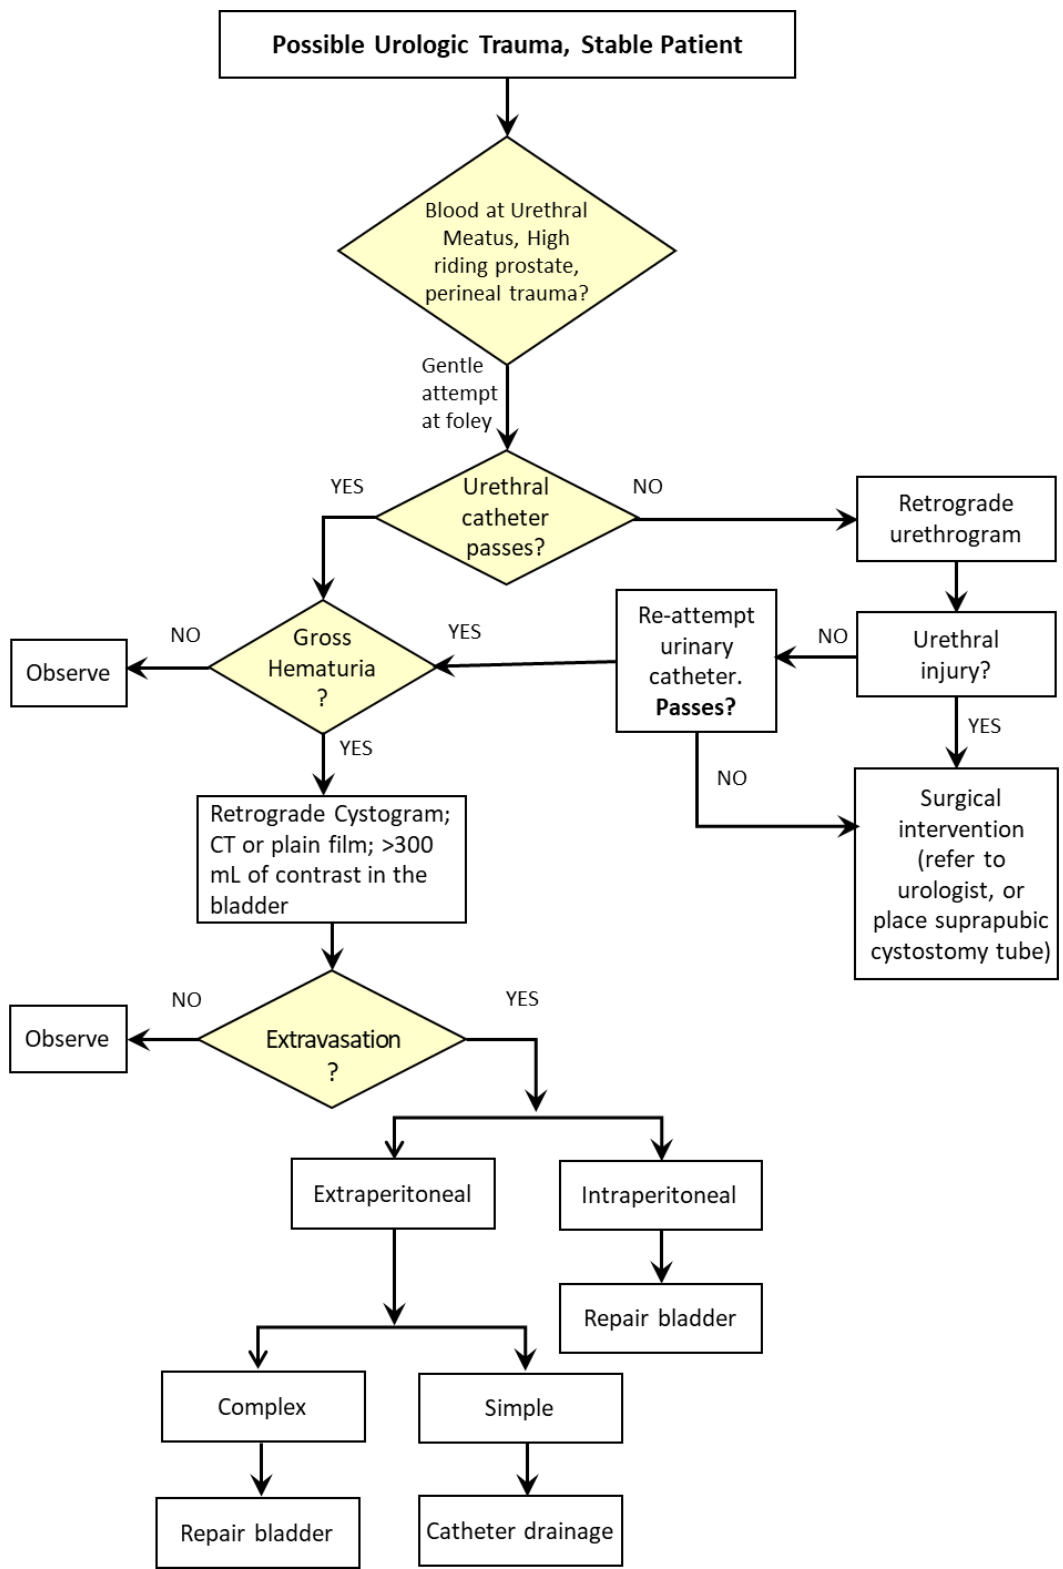 Possible Urologic Trauma, Stable Patient
Blood at Urethral
Meatus, High
riding prostate,
perineal trauma?
Gentle
attempt
at foley
YES
Urethral
catheter
passes?
NO
Retrograde
urethrogram
Observe
NO
Gross
Hematuria
?
YES
Re-attempt
urinary
catheter.
Passes?
NO
Urethral
injury?
YES
YES
NO
Surgical
intervention
(refer to
urologist, or
place suprapubic
cystostomy tube)
Retrograde Cystogram;
CT or plain film; >300
mL of contrast in the
bladder
Observe
NO
Extravasation
?
YES
Extraperitoneal
Intraperitoneal
Repair bladder
Complex
Simple
Repair bladder
Catheter drainage